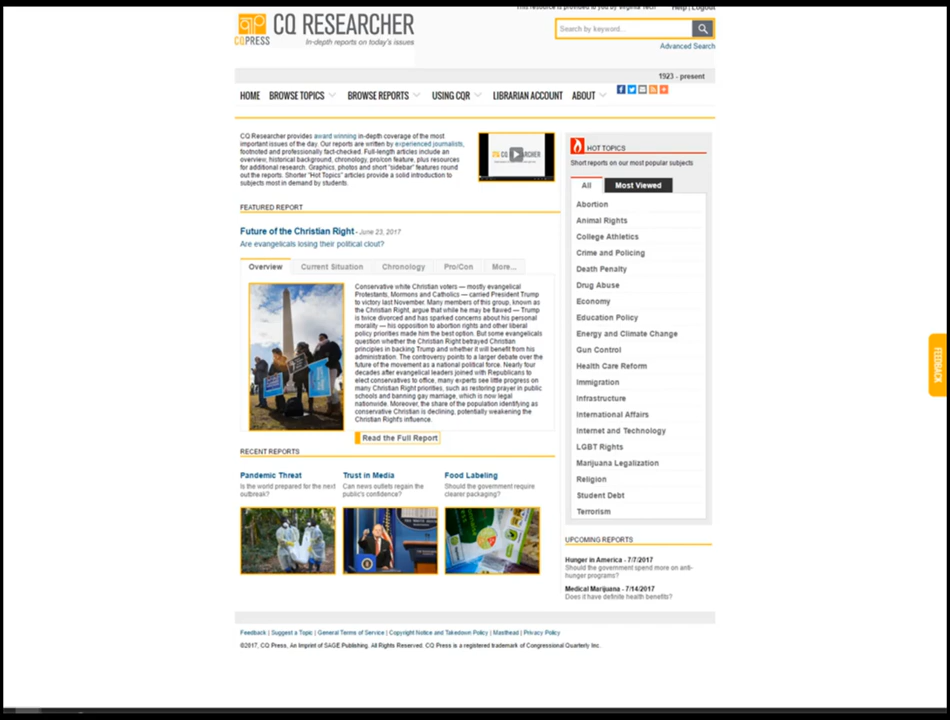 This resource is provided to you by Virginia Tech
Help | Logout
CQPRESS
CQ RESEARCHER
In-depth reports on today's issues
Search by keyword...
Advanced Search
1923 - present
HOME BROWSE TOPICS BROWSE REPORTS USING CQR LIBRARIAN ACCOUNT ABOUT
CQ Researcher provides award winning in-depth coverage of the most
important issues of the day. Our reports are written by experienced journalists,
footnoted and professionally fact-checked. Full-length articles include an
overview, historical background, chronology, pro/con feature, plus resources
for additional research. Graphics, photos and short "sidebar" features round
out the reports. Shorter "Hot Topics" articles provide a solid introduction to
subjects most in demand by students.
FEATURED REPORT
Future of the Christian Right - June 23, 2017
Are evangelicals losing their political clout?
Overview Current Situation Chronology Pro/Con More...
Conservative white Christian voters — mostly evangelical
Protestants, Mormons and Catholics — carried President Trump
to victory last November. Many members of this group, known as
the Christian Right, argue that while he may be flawed — Trump
is twice divorced and has sparked concerns about his personal
morality — his opposition to abortion rights and other liberal
policy priorities made him the best option. But some evangelicals
question whether the Christian Right betrayed Christian
principles in backing Trump and whether it will benefit from his
administration. The controversy points to a larger debate over the
future of the movement as a national political force. Nearly four
decades after evangelical leaders joined with Republicans to
elect conservatives to office, many experts see little progress on
many Christian Right priorities, such as restoring prayer in public
schools and banning gay marriage, which is now legal
nationwide. Moreover, the share of the population identifying as
conservative Christian is declining, potentially weakening the
Christian Right's influence.
Read the Full Report
RECENT REPORTS
Pandemic Threat
Is the world prepared for the next
outbreak?
Trust in Media
Can news outlets regain the
public's confidence?
Food Labeling
Should the government require
clearer packaging?
HOT TOPICS
Short reports on our most popular subjects
All Most Viewed
Abortion
Animal Rights
College Athletics
Crime and Policing
Death Penalty
Drug Abuse
Economy
Education Policy
Energy and Climate Change
Gun Control
Health Care Reform
Immigration
Infrastructure
International Affairs
Internet and Technology
LGBT Rights
Marijuana Legalization
Religion
Student Debt
Terrorism
UPCOMING REPORTS
Hunger in America - 7/7/2017
Should the government spend more on anti-
hunger programs?
Medical Marijuana - 7/14/2017
Does it have definite health benefits?
FEEDBACK
Feedback | Suggest a Topic | General Terms of Service | Copyright Notice and Takedown Policy | Masthead | Privacy Policy
©2017, CQ Press, An Imprint of SAGE Publishing. All Rights Reserved. CQ Press is a registered trademark of Congressional Quarterly Inc.